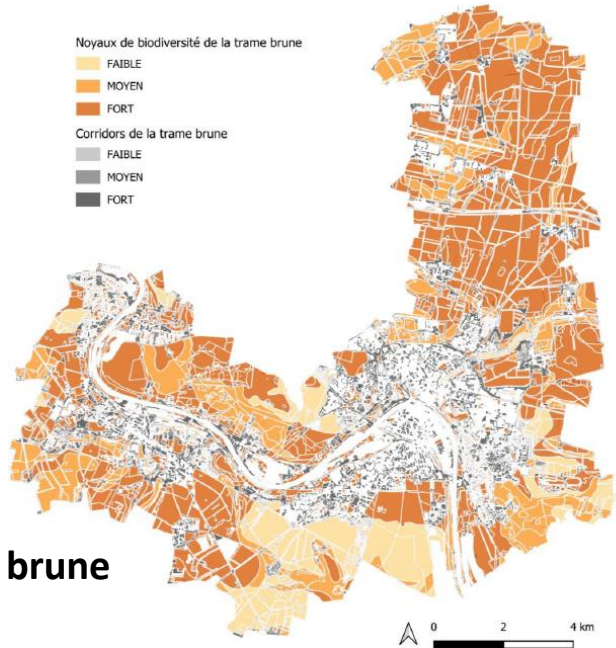 Noyaux de biodiversité de la trame brune
FAIBLE
MOYEN
FORT
Corridors de la trame brune
FAIBLE
MOYEN
FORT
brune
0 2 4 km